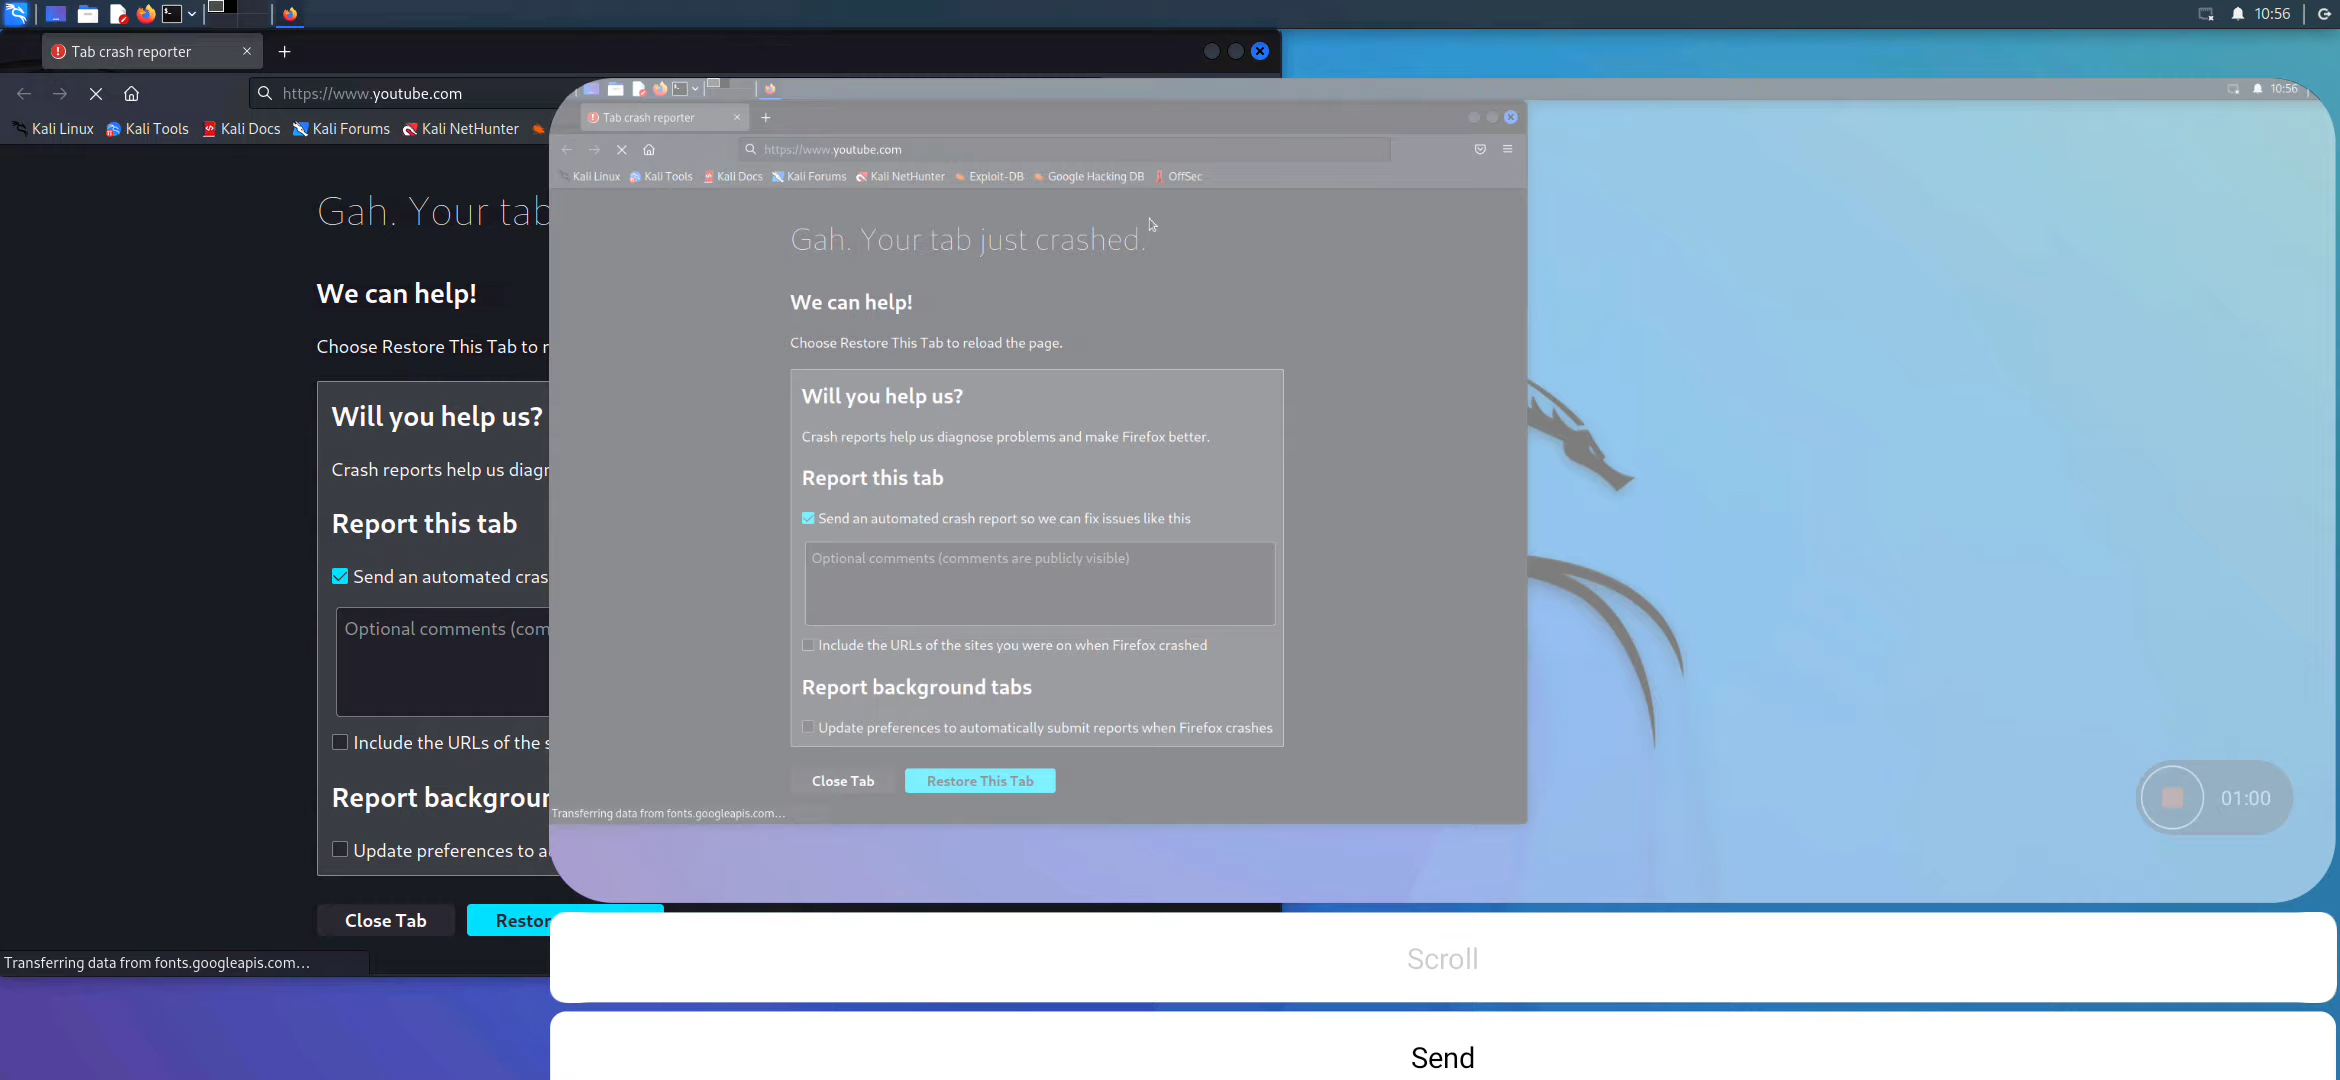 10:56
Tab crash reporter
https://www.youtube.com
Kali Linux Kali Tools Kali Docs Kali Forums Kali NetHunter
Gah. Your tab
We can help!
Choose Restore This Tab to r
Will you help us?
Crash reports help us diagn
Report this tab
Send an automated cras
Optional comments (com
Include the URLs of the s
Report backgrour
Update preferences to a
Close Tab Restor
Transferring data from fonts.googleapis.com…
10:56
Tab crash reporter
https://www.youtube.com
Kali Linux Kali Tools Kali Docs Kali Forums Kali NetHunter Exploit-DB Google Hacking DB OffSec
Gah. Your tab just crashed.
We can help!
Choose Restore This Tab to reload the page.
Will you help us?
Crash reports help us diagnose problems and make Firefox better.
Report this tab
Send an automated crash report so we can fix issues like this
Optional comments (comments are publicly visible)
Include the URLs of the sites you were on when Firefox crashed
Report background tabs
Update preferences to automatically submit reports when Firefox crashes
Close Tab Restore This Tab
Transferring data from fonts.googleapis.com…
01:00
Scroll
Send